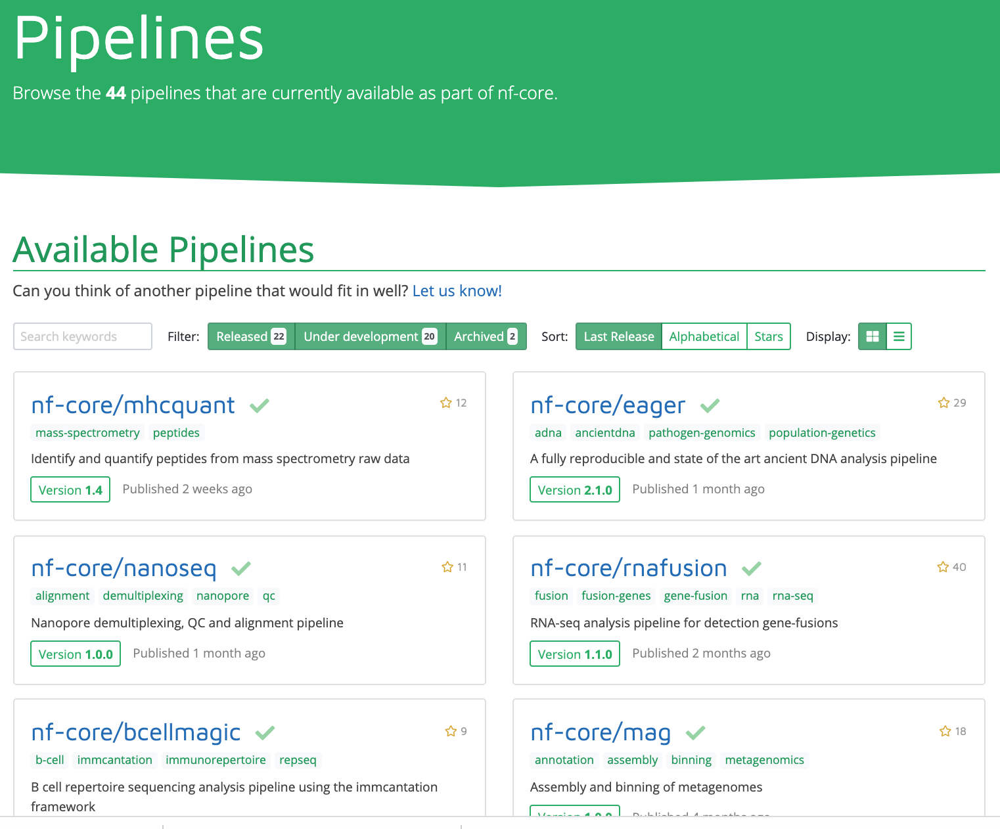 Pipelines
Browse the 44 pipelines that are currently available as part of nf-core.
Available Pipelines
Can you think of another pipeline that would fit in well? Let us know!
Search keywords Filter: Released 22 Under development 20 Archived 2 Sort: Last Release Alphabetical Stars Display:
nf-core/mhcquant 12
mass-spectrometry peptides
Identify and quantify peptides from mass spectrometry raw data
Version 1.4 Published 2 weeks ago
nf-core/eager 29
adna ancientdna pathogen-genomics population-genetics
A fully reproducible and state of the art ancient DNA analysis pipeline
Version 2.1.0 Published 1 month ago
nf-core/nanoseq 11
alignment demultiplexing nanopore qc
Nanopore demultiplexing, QC and alignment pipeline
Version 1.0.0 Published 1 month ago
nf-core/rnafusion 40
fusion fusion-genes gene-fusion rna rna-seq
RNA-seq analysis pipeline for detection gene-fusions
Version 1.1.0 Published 2 months ago
nf-core/bcellmagic 9
b-cell immcantation immunorepertoire repseq
B cell repertoire sequencing analysis pipeline using the immcantation
framework
nf-core/mag 18
annotation assembly binning metagenomics
Assembly and binning of metagenomes
Version Published 4 months ago